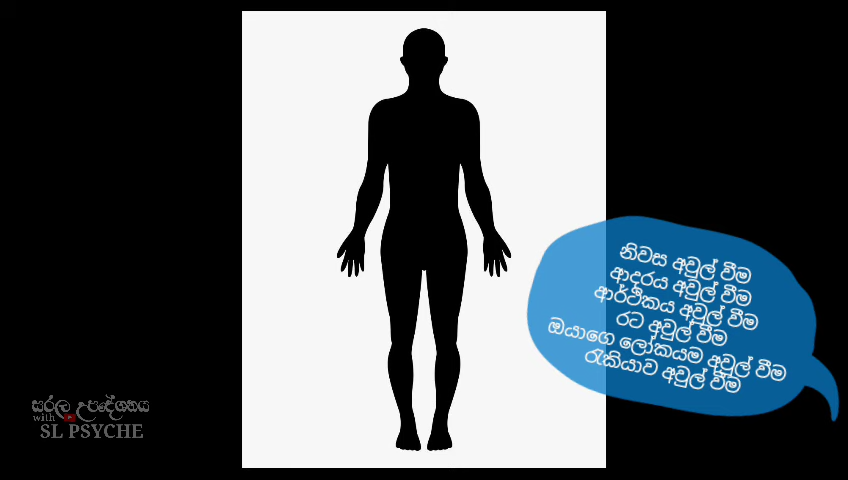 නිවස අවුල් වීම
ආදරය අවුල් වීම
ආර්ථිකය අවුල් වීම
රට අවුල් වීම
ඔයාගෙ ලෝකයම අවුල් වීම
රැකියාව අවුල් වීම
සරල උපදේශනය
with
SL PSYCHE